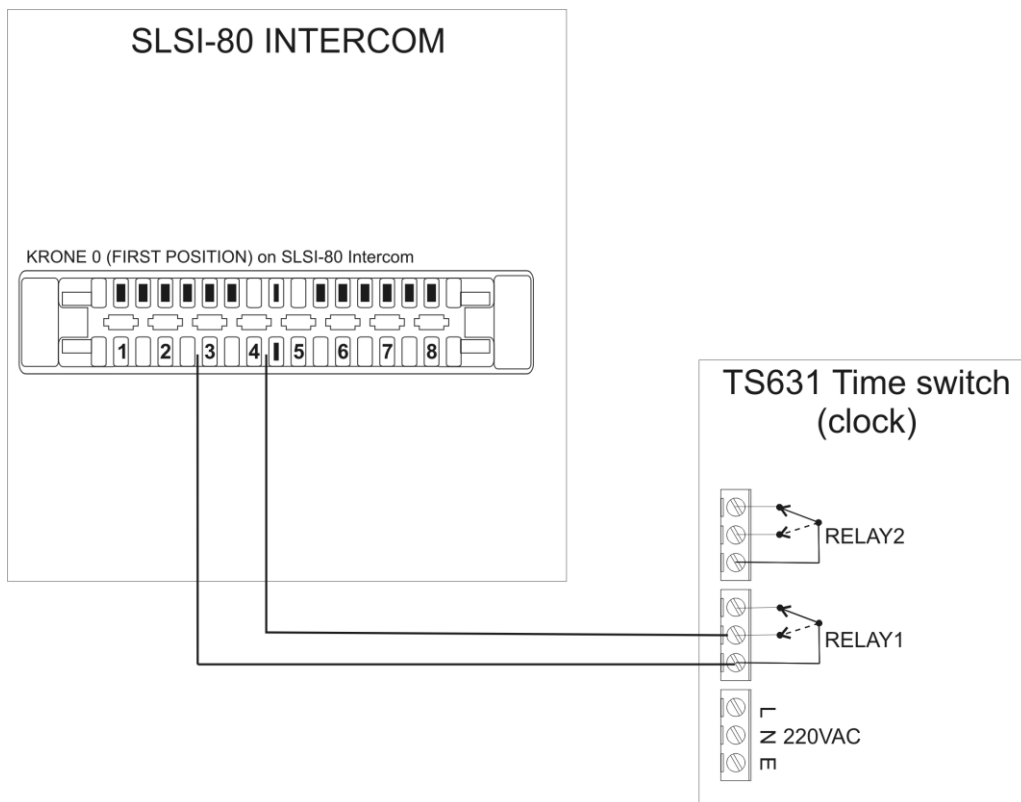 SLSI-80 INTERCOM
KRONE 0 (FIRST POSITION) on SLSI-80 Intercom
1 2 3 4 5 6 7 8
TS631 Time switch
(clock)
RELAY2
RELAY1
L
N 220VAC
E